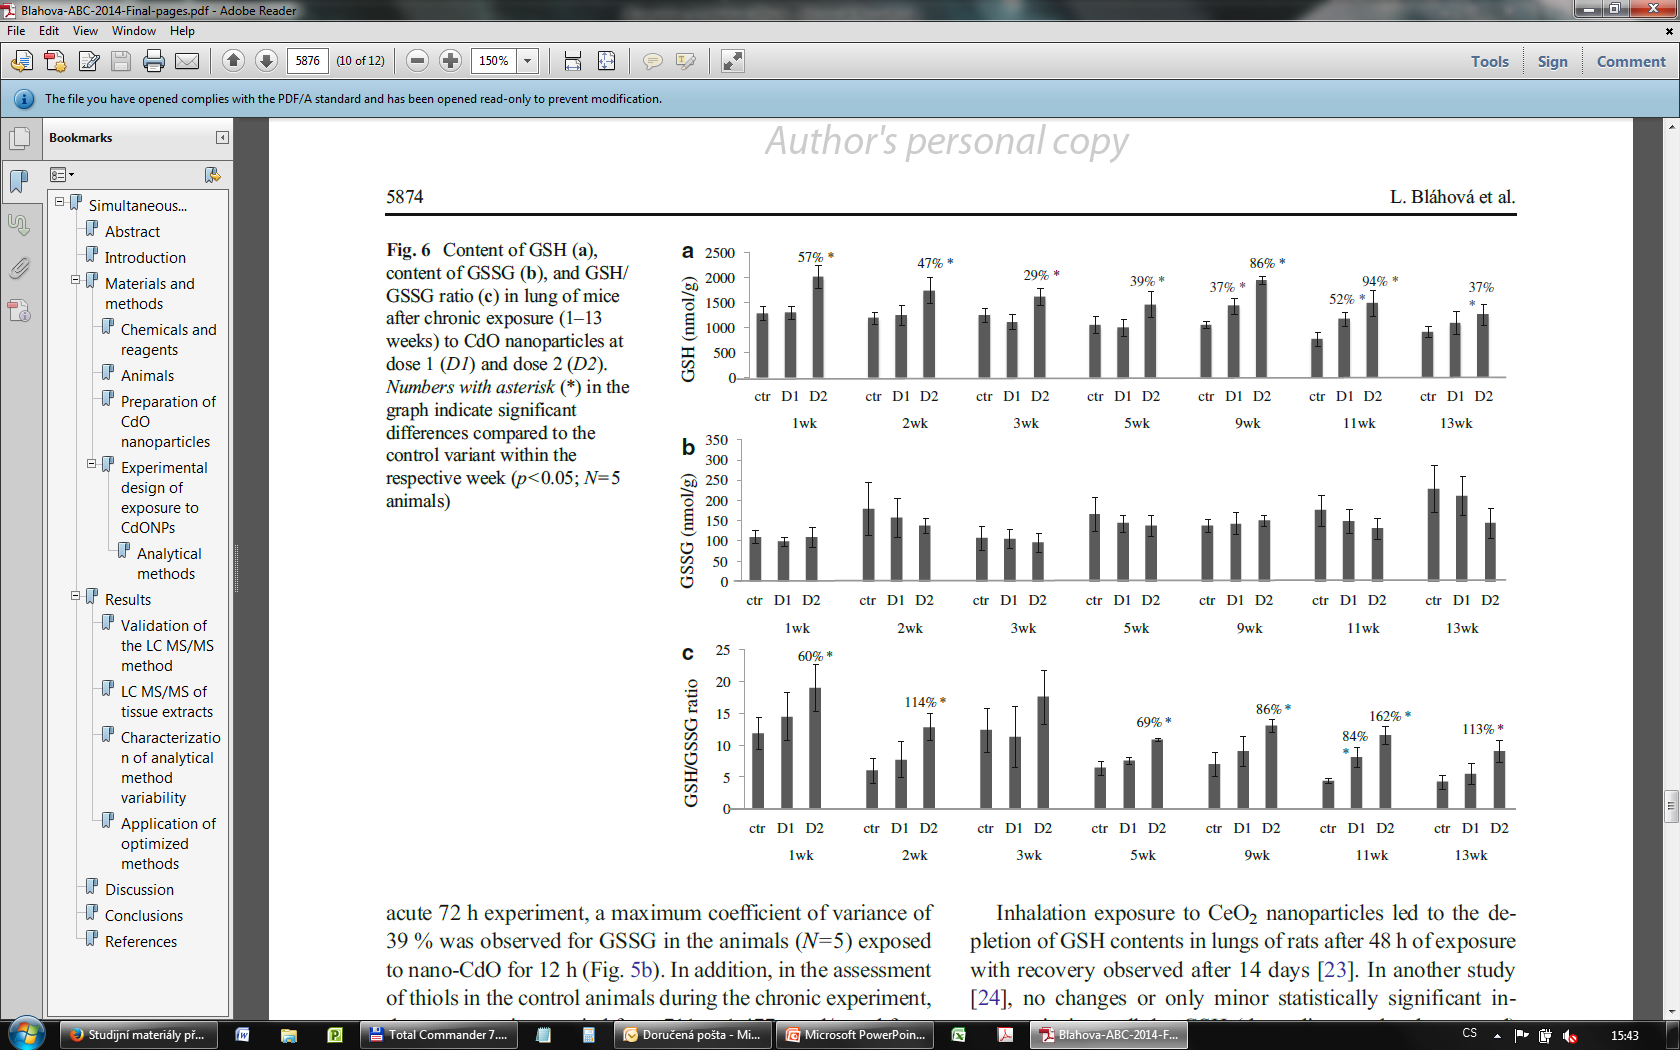 Blahova-ABC-2014-Final-pages.pdf - Adobe Reader
File Edit View Window Help
5876 (10 of 12) 150% Tools Sign Comment
The file you have opened complies with the PDF/A standard and has been opened read-only to prevent modification.
Bookmarks
Simultaneous...
Abstract
Introduction
Materials and
methods
Chemicals and
reagents
Animals
Preparation of
CdO
nanoparticles
Experimental
design of
exposure to
CdONPs
Analytical
methods
Results
Validation of
the LC MS/MS
method
LC MS/MS of
tissue extracts
Characterizatio
n of analytical
method
variability
Application of
optimized
methods
Discussion
Conclusions
References
Author's personal copy
5874 L. Bláhová et al.
Fig. 6 Content of GSH (a),
content of GSSG (b), and GSH/
GSSG ratio (c) in lung of mice
after chronic exposure (1–13
weeks) to CdO nanoparticles at
dose 1 (D1) and dose 2 (D2).
Numbers with asterisk (*) in the
graph indicate significant
differences compared to the
control variant within the
respective week (p<0.05; N=5
animals)
a
GSH (nmol/g)
2500
2000
1500
1000
500
0
57% *
47% *
29% *
39% *
37% *
86% *
52% *
94% *
37%
*
ctr D1 D2 ctr D1 D2 ctr D1 D2 ctr D1 D2 ctr D1 D2 ctr D1 D2 ctr D1 D2
1wk 2wk 3wk 5wk 9wk 11wk 13wk
b
GSSG (nmol/g)
350
300
250
200
150
100
50
0
ctr D1 D2 ctr D1 D2 ctr D1 D2 ctr D1 D2 ctr D1 D2 ctr D1 D2 ctr D1 D2
1wk 2wk 3wk 5wk 9wk 11wk 13wk
c
GSH/GSSG ratio
25
20
15
10
5
0
60% *
114% *
69% *
86% *
84%
*
162% *
113% *
ctr D1 D2 ctr D1 D2 ctr D1 D2 ctr D1 D2 ctr D1 D2 ctr D1 D2 ctr D1 D2
1wk 2wk 3wk 5wk 9wk 11wk 13wk
acute 72 h experiment, a maximum coefficient of variance of
39 % was observed for GSSG in the animals (N=5) exposed
to nano-CdO for 12 h (Fig. 5b). In addition, in the assessment
of thiols in the control animals during the chronic experiment,
Inhalation exposure to CeO₂ nanoparticles led to the de-
pletion of GSH contents in lungs of rats after 48 h of exposure
with recovery observed after 14 days [23]. In another study
[24], no changes or only minor statistically significant in-
Studijní materiály př...
Total Commander 7....
Doručená pošta - Mi...
Microsoft PowerPoin...
Blahova-ABC-2014-F...
CS
15:43